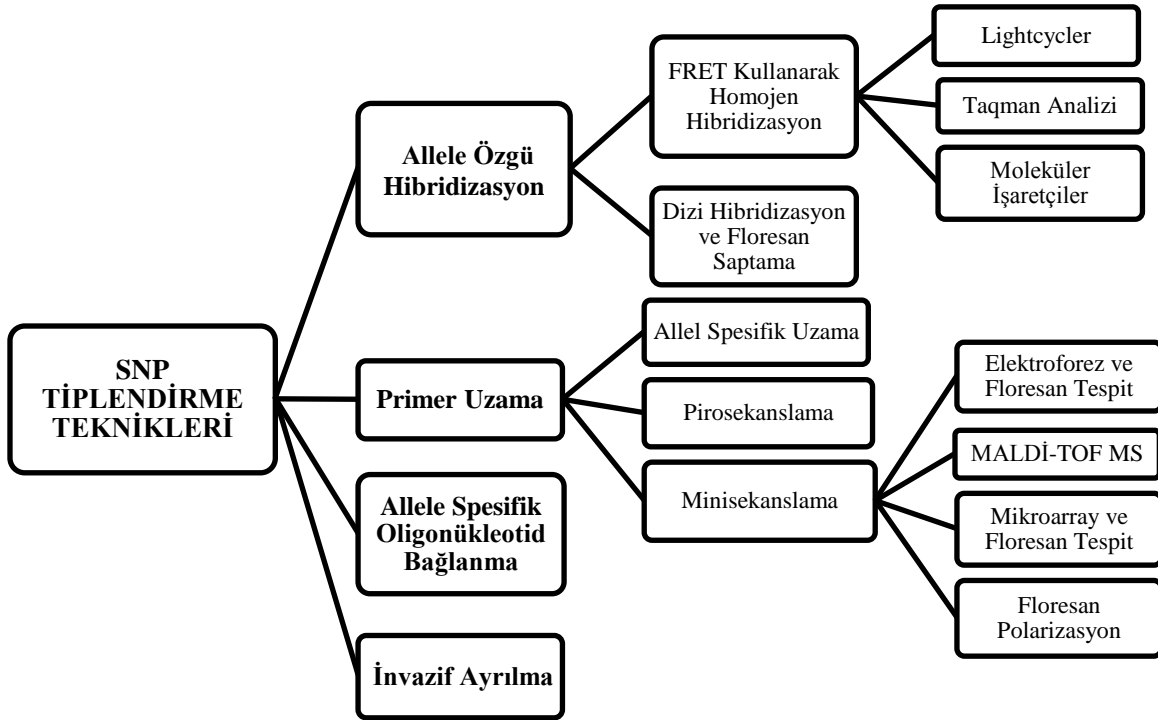 SNP
TİPLENDİRME
TEKNİKLERİ
Allele Özgü
Hibridizasyon
FRET Kullanarak
Homojen
Hibridizasyon
Lightcycler
Taqman Analizi
Moleküler
İşaretçiler
Dizi Hibridizasyon
ve Floresan
Saptama
Primer Uzama
Allel Spesifik Uzama
Pirosekanslama
Minisekanslama
Elektroforez ve
Floresan Tespit
MALDİ-TOF MS
Mikroarray ve
Floresan Tespit
Floresan
Polarizasyon
Allele Spesifik
Oligonükleotid
Bağlanma
İnvazif Ayrılma